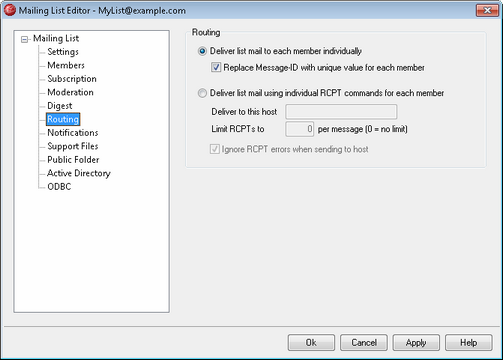 Mailing List Editor - MyList@example.com
Mailing List
Settings
Members
Subscription
Moderation
Digest
Routing
Notifications
Support Files
Public Folder
Active Directory
ODBC
Routing
Deliver list mail to each member individually
Replace Message-ID with unique value for each member
Deliver list mail using individual RCPT commands for each member
Deliver to this host
Limit RCPTs to 0 per message (0 = no limit)
Ignore RCPT errors when sending to host
Ok Cancel Apply Help